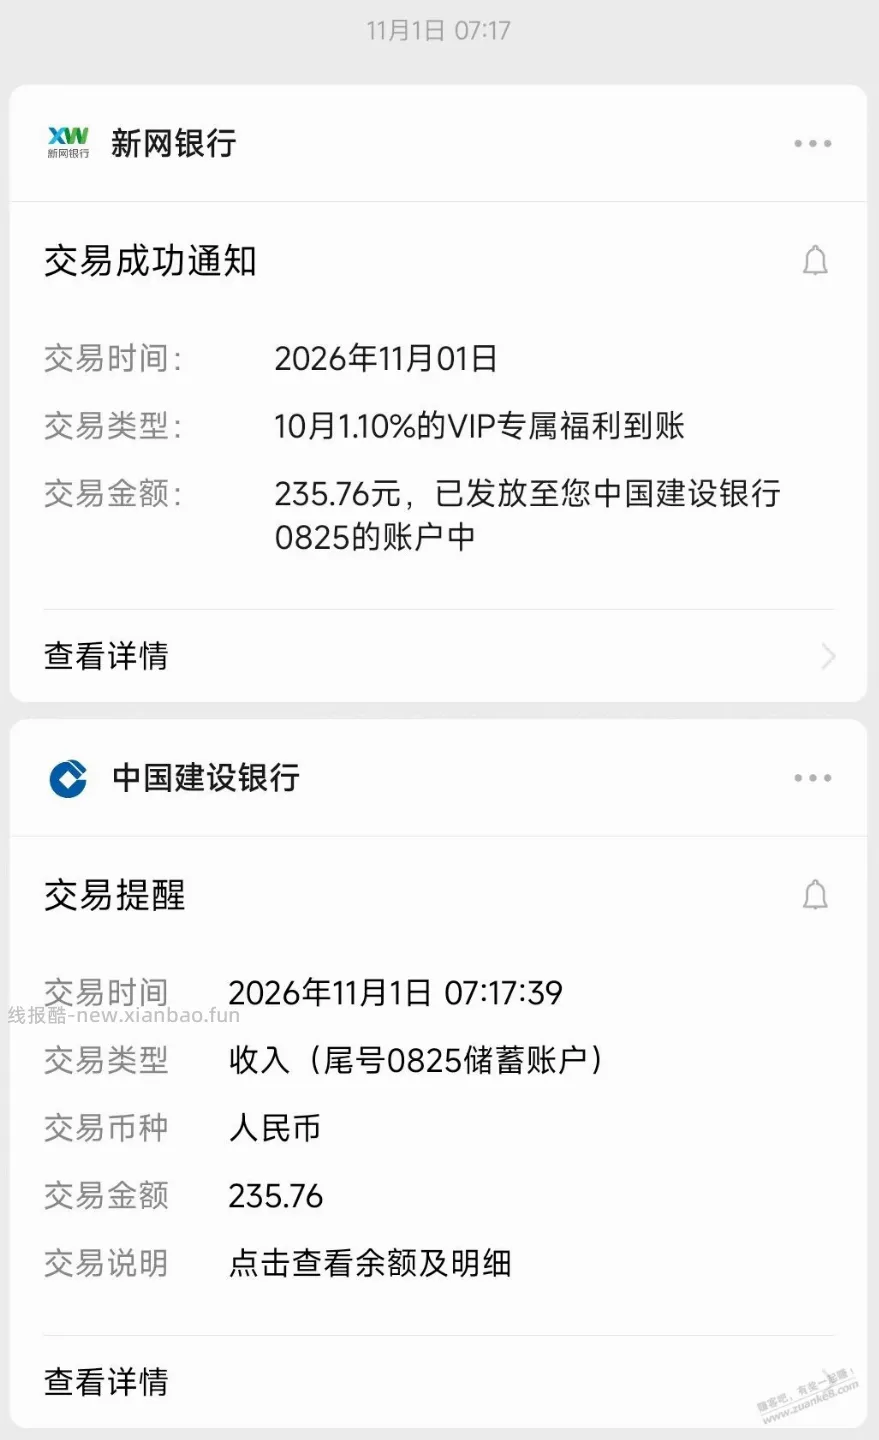 11月1日 07:17
XW
新网银行
新网银行
交易成功通知
交易时间： 2026年11月01日
交易类型： 10月1.10%的VIP专属福利到账
交易金额： 235.76元，已发放至您中国建设银行
0825的账户中
查看详情
中国建设银行
交易提醒
交易时间 2026年11月1日 07:17:39
线报酷-new.xianbao.fun
交易类型 收入（尾号0825储蓄账户）
交易币种 人民币
交易金额 235.76
交易说明 点击查看余额及明细
查看详情
赚客吧，有奖一起赚！
www.zuanke8.com